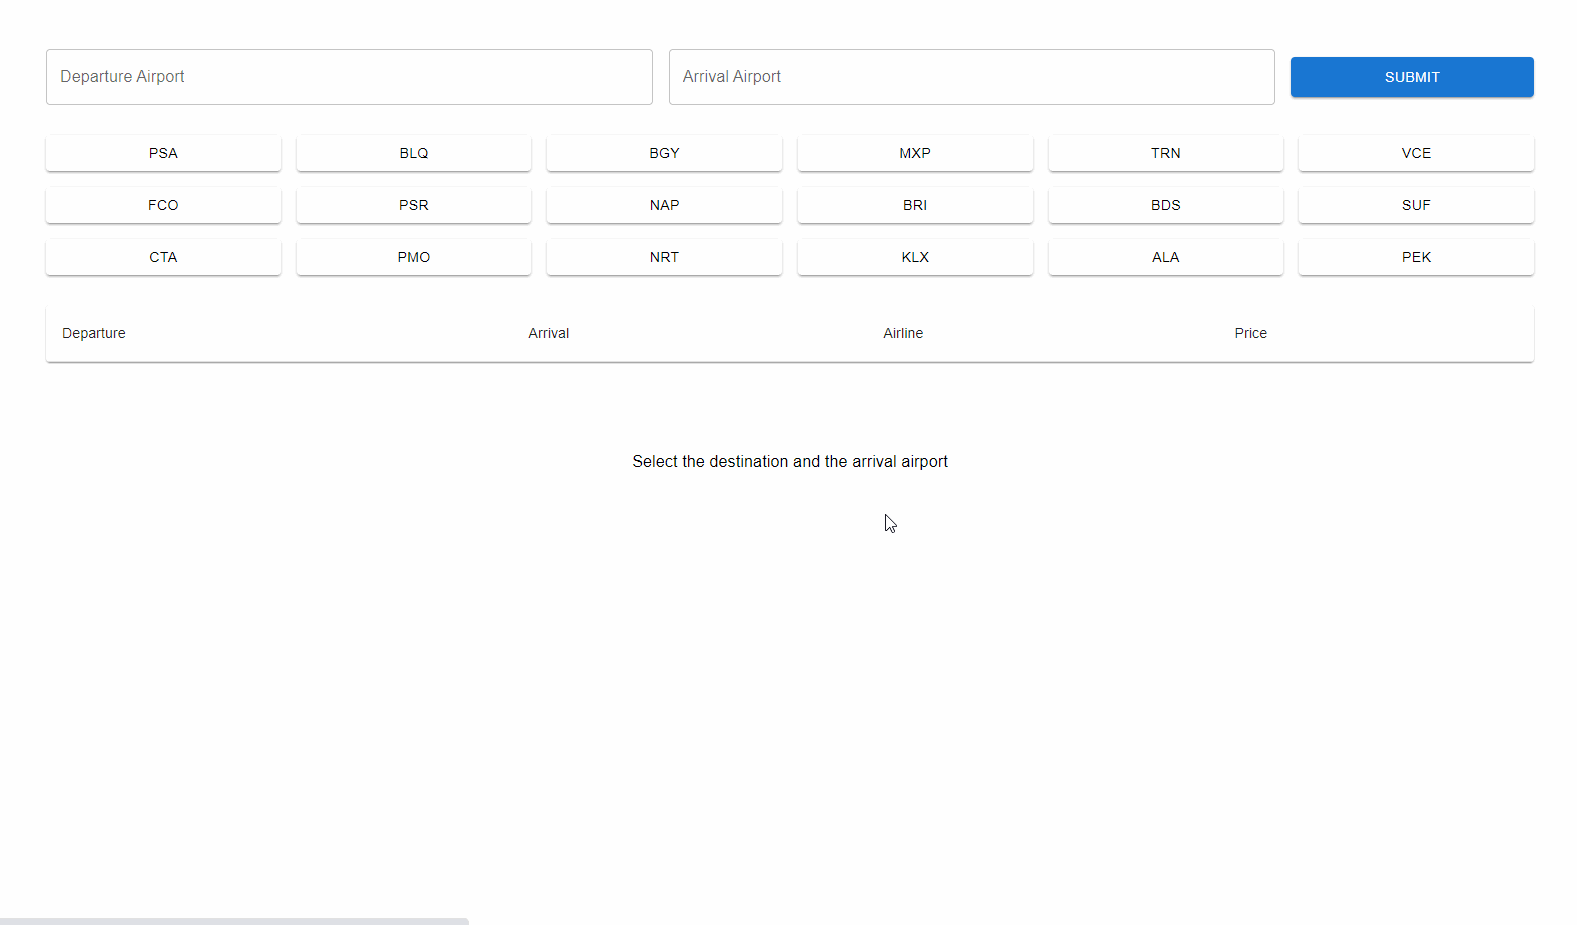 Departure Airport Arrival Airport SUBMIT
PSA BLQ BGY MXP TRN VCE
FCO PSR NAP BRI BDS SUF
CTA PMO NRT KLX ALA PEK
Departure Arrival Airline Price
Select the destination and the arrival airport